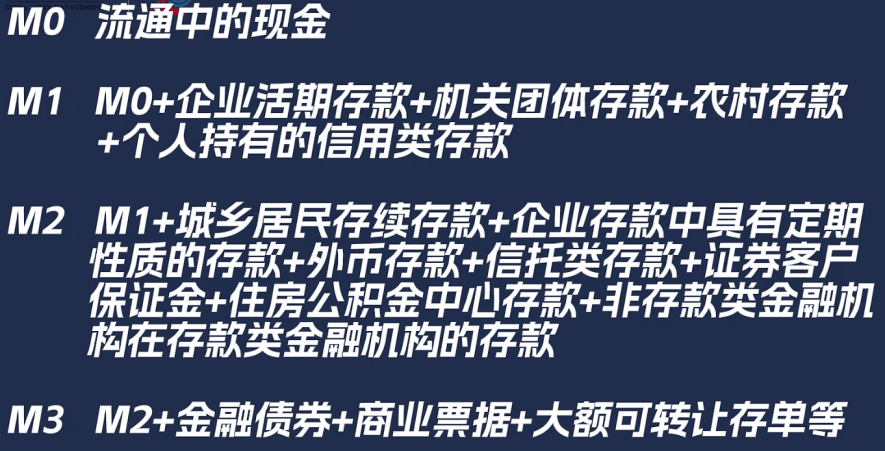 M0 流通中的现金
M1 M0+企业活期存款+机关团体存款+农村存款
+个人持有的信用类存款
M2 M1+城乡居民存续存款+企业存款中具有定期
性质的存款+外币存款+信托类存款+证券客户
保证金+住房公积金中心存款+非存款类金融机
构在存款类金融机构的存款
M3 M2+金融债券+商业票据+大额可转让存单等